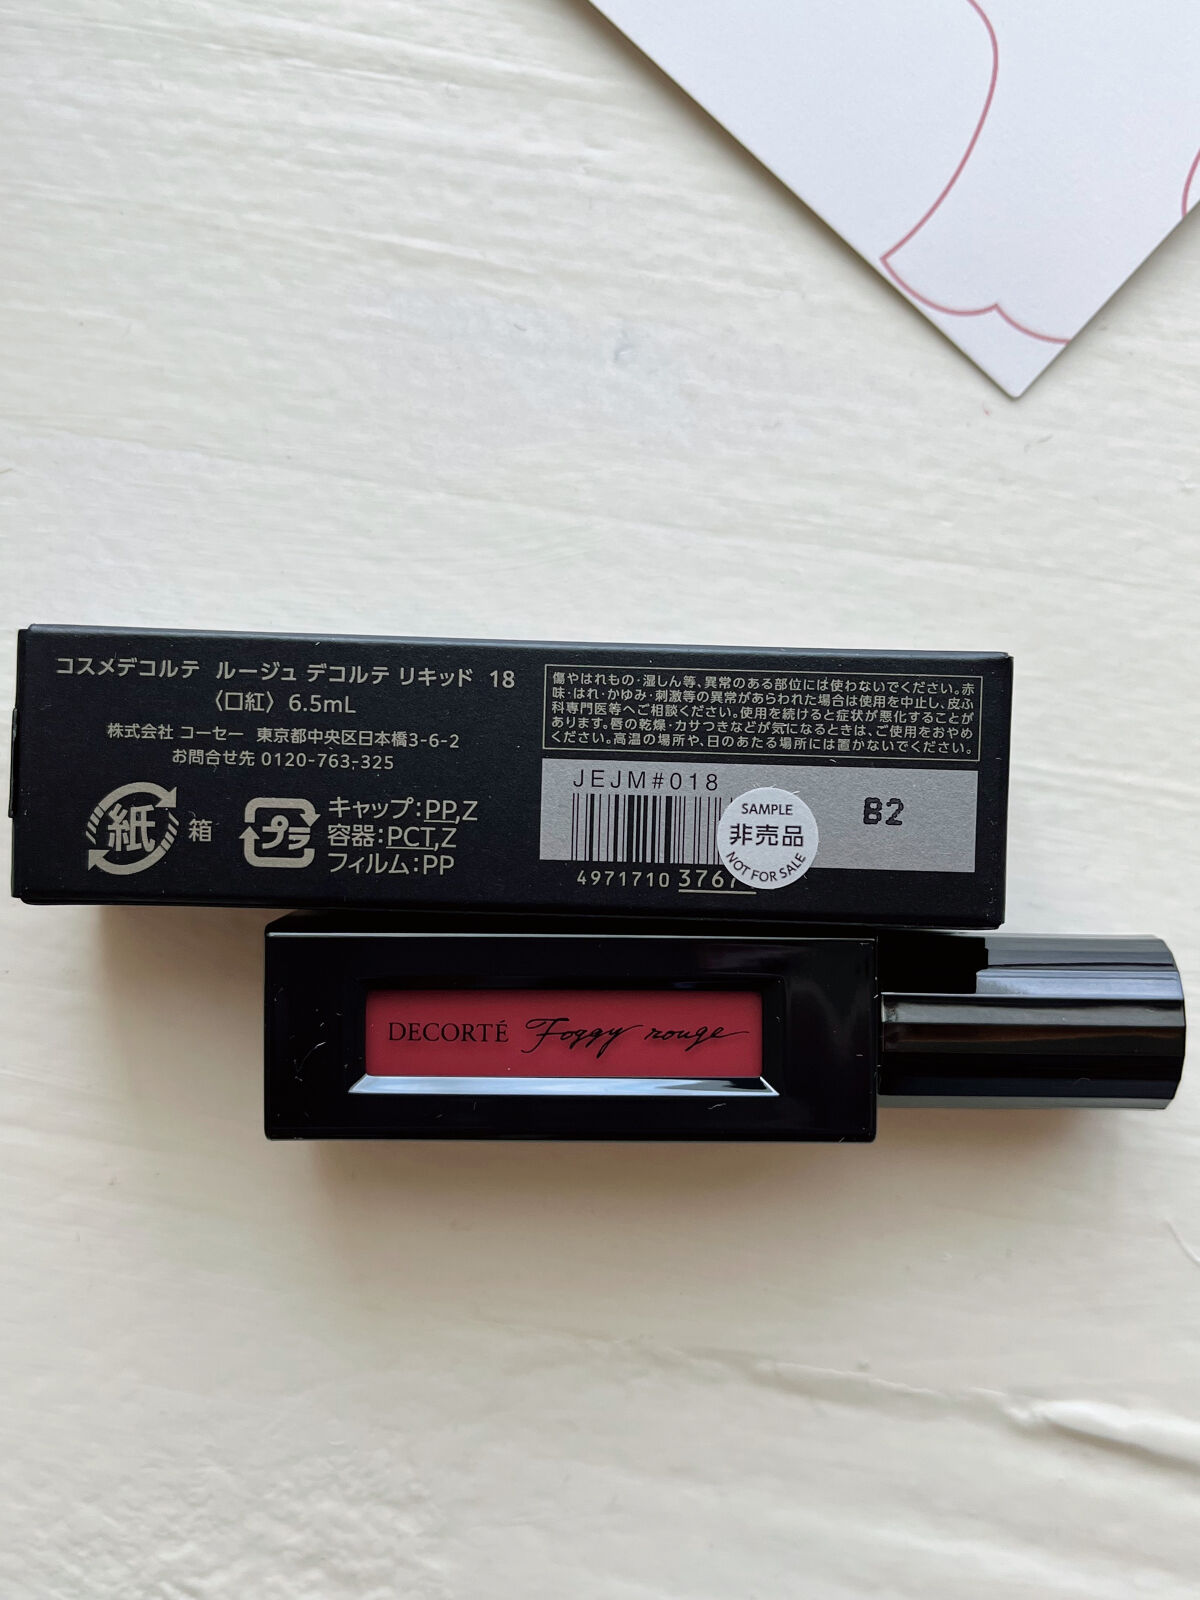 コスメデコルテ ルージュ デコルテ リキッド 18
〈口紅〉6.5mL
株式会社 コーセー 東京都中央区日本橋3-6-2
お問合せ先 0120-763-325
紙 箱
プラ
キャップ:PP,Z
容器:PCT,Z
フィルム:PP
傷やはれもの・湿しん等、異常のある部位には使わないでください。赤
味・はれ・かゆみ・刺激等の異常があらわれた場合は使用を中止し、皮ふ
科専門医等へご相談ください。使用を続けると症状が悪化することが
あります。唇の乾燥・カサつきなどが気になるときは、ご使用をおやめ
ください。高温の場所や、日のあたる場所には置かないでください。
JEJM#018
B2
4971710 3767
SAMPLE
非売品
NOT FOR SALE
DECORTÉ Foggy rouge